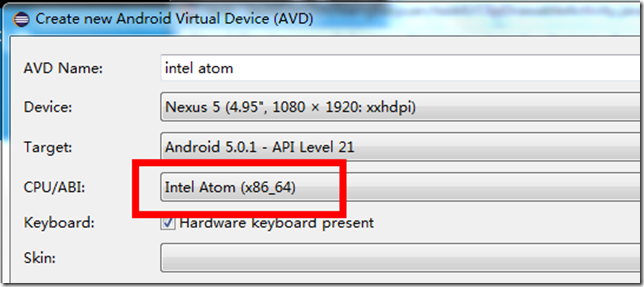 Create new Android Virtual Device (AVD)
AVD Name: intel atom
Device: Nexus 5 (4.95", 1080 × 1920: xxhdpi)
Target: Android 5.0.1 - API Level 21
CPU/ABI: Intel Atom (x86_64)
Keyboard: Hardware keyboard present
Skin: